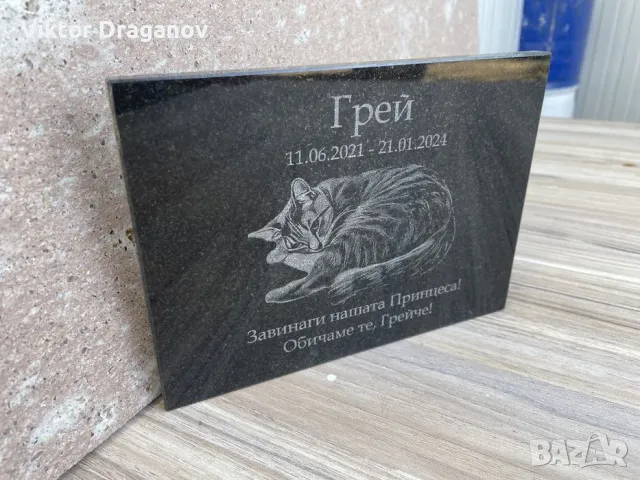 Viktor-Draganov
Грей
11.06.2021 - 21.01.2024
Завинаги нашата Принцеса!
Обичаме те, Грейче!
BAZAR